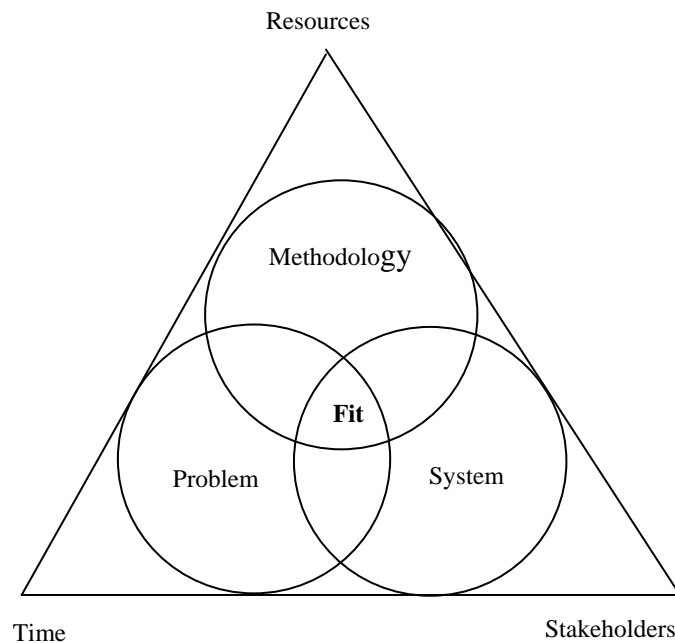 Resources
Methodology
Fit
Problem
System
Time
Stakeholders